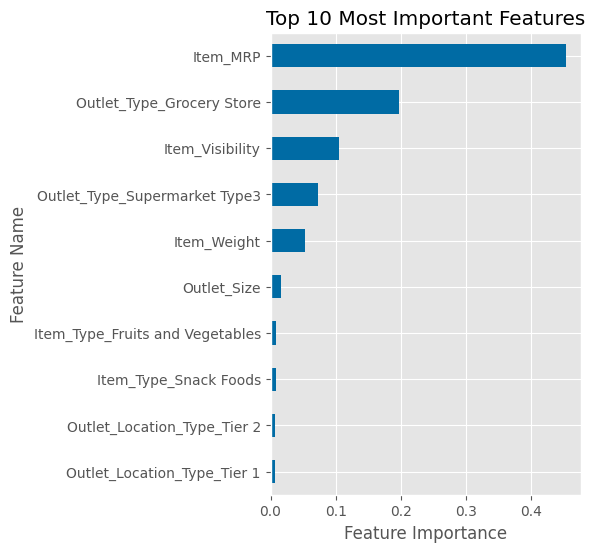 Top 10 Most Important Features
Item_MRP
Outlet_Type_Grocery Store
Item_Visibility
Outlet_Type_Supermarket Type3
Item_Weight
Outlet_Size
Item_Type_Fruits and Vegetables
Item_Type_Snack Foods
Outlet_Location_Type_Tier 2
Outlet_Location_Type_Tier 1
Feature Name
0.0 0.1 0.2 0.3 0.4
Feature Importance